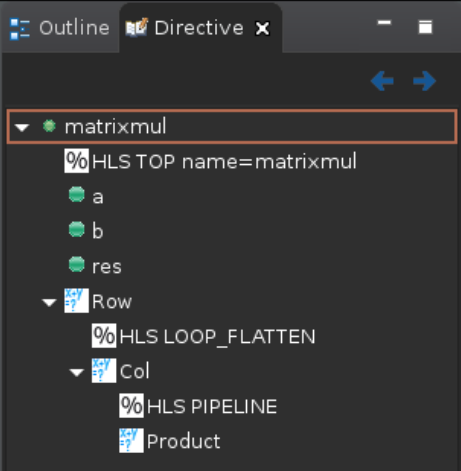 Outline Directive
matrixmul
% HLS TOP name=matrixmul
a
b
res
Row
% HLS LOOP_FLATTEN
Col
% HLS PIPELINE
Product